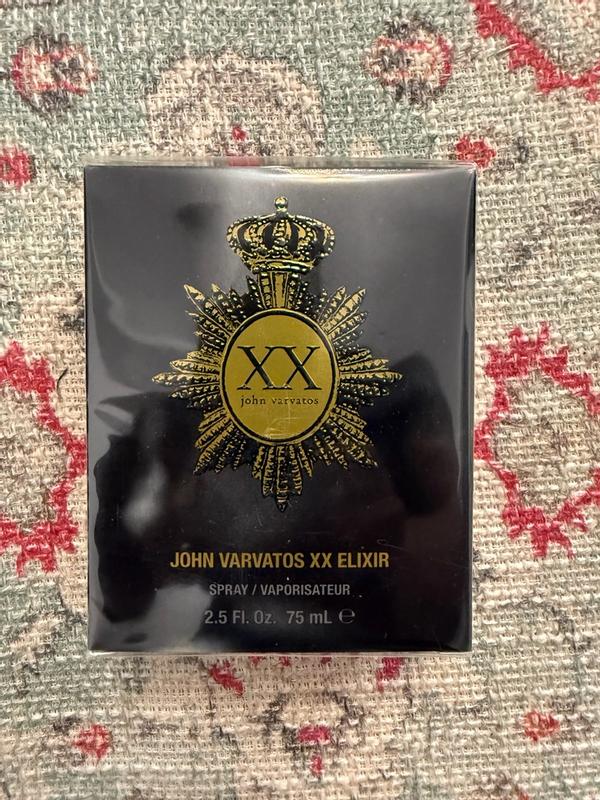 XX
john varvatos
JOHN VARVATOS XX ELIXIR
SPRAY / VAPORISATEUR
2.5 Fl. Oz. 75 mL ℮